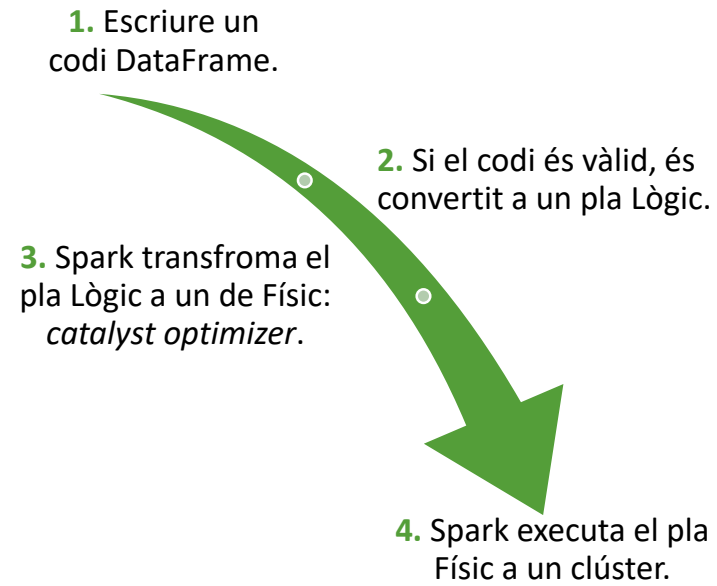 1. Escriure un
codi DataFrame.
2. Si el codi és vàlid, és
convertit a un pla Lògic.
3. Spark transfroma el
pla Lògic a un de Físic:
catalyst optimizer.
4. Spark executa el pla
Físic a un clúster.